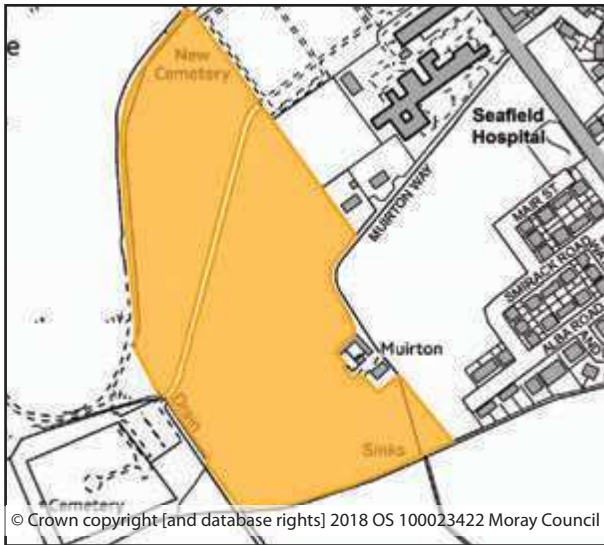 e
New
Cemetery
Seafield
Hospital
MUIRTON WAY
MAIR ST
SMIRACK ROAD
ALBA ROAD
Muirton
Drain
Sinks
Cemetery
© Crown copyright [and database rights] 2018 OS 100023422 Moray Council